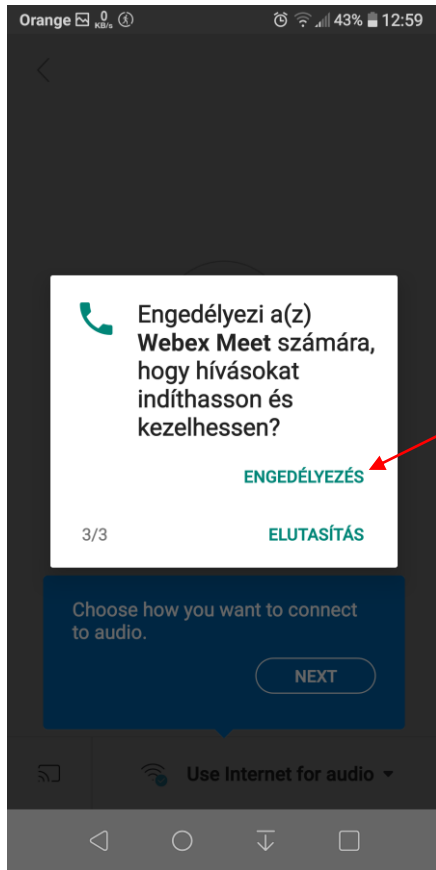 Orange 0 KB/s 43% 12:59
Engedélyezi a(z)
Webex Meet számára,
hogy hívásokat
indíthasson és
kezelhessen?
ENGEDÉLYEZÉS
3/3 ELUTASÍTÁS
Choose how you want to connect
to audio.
NEXT
Use Internet for audio